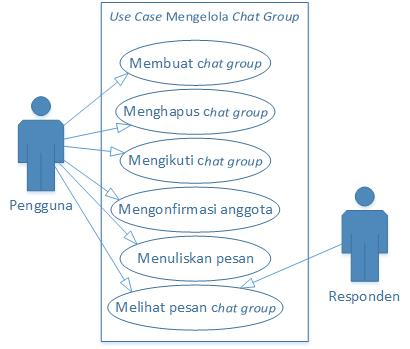 Use Case Mengelola Chat Group
Membuat chat group
Menghapus chat group
Mengikuti chat group
Pengguna
Mengonfirmasi anggota
Menuliskan pesan
Responden
Melihat pesan chat group